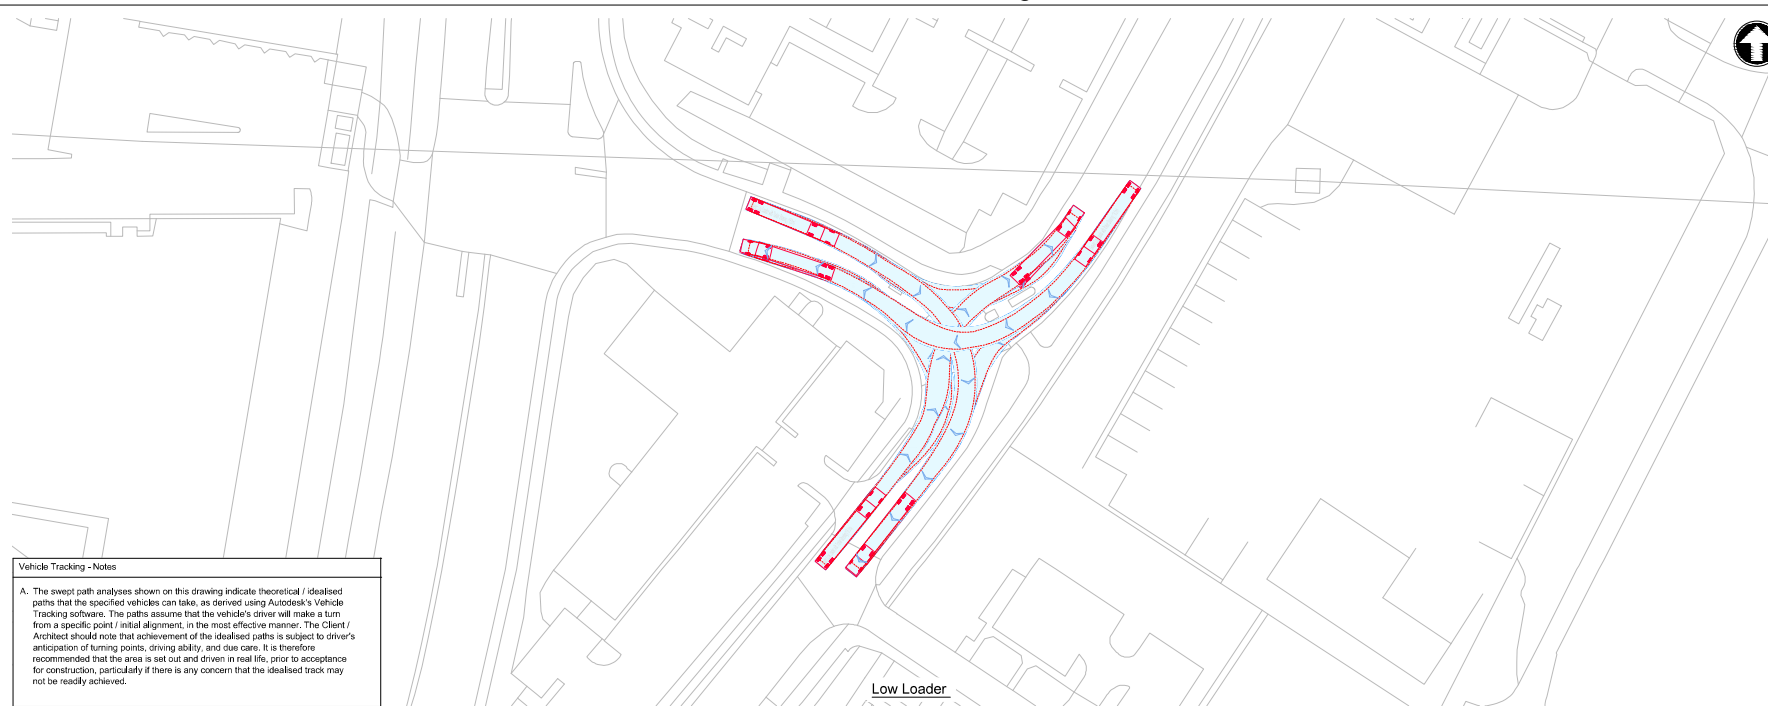 Vehicle Tracking - Notes
A. The swept path analyses shown on this drawing indicate theoretical / idealised
paths that the specified vehicles can take, as derived using Autodesk's Vehicle
Tracking software. The paths assume that the vehicle's driver will make a turn
from a specific point / initial alignment, in the most effective manner. The Client /
Architect should note that achievement of the idealised paths is subject to driver's
anticipation of turning points, driving ability, and due care. It is therefore
recommended that the area is set out and driven in real life, prior to acceptance
for construction, particularly if there is any concern that the idealised track may
not be readily achieved.
Low Loader